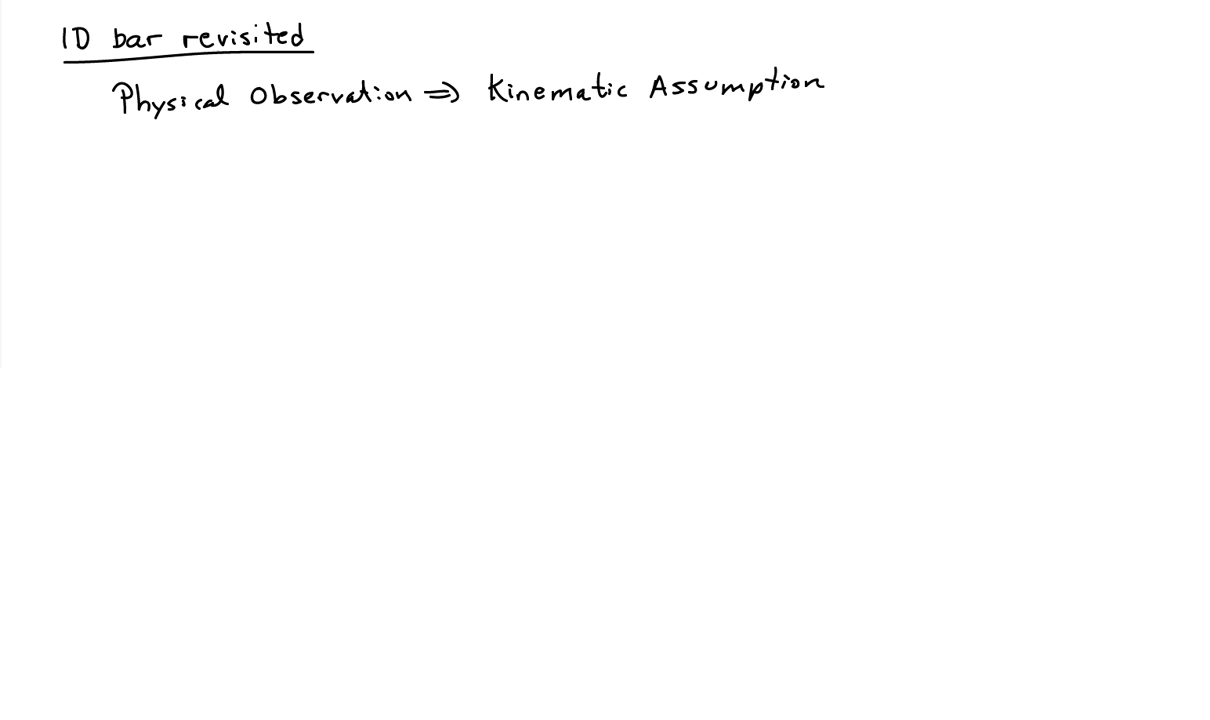 1D bar revisited
Physical Observation ⇒ Kinematic Assumption